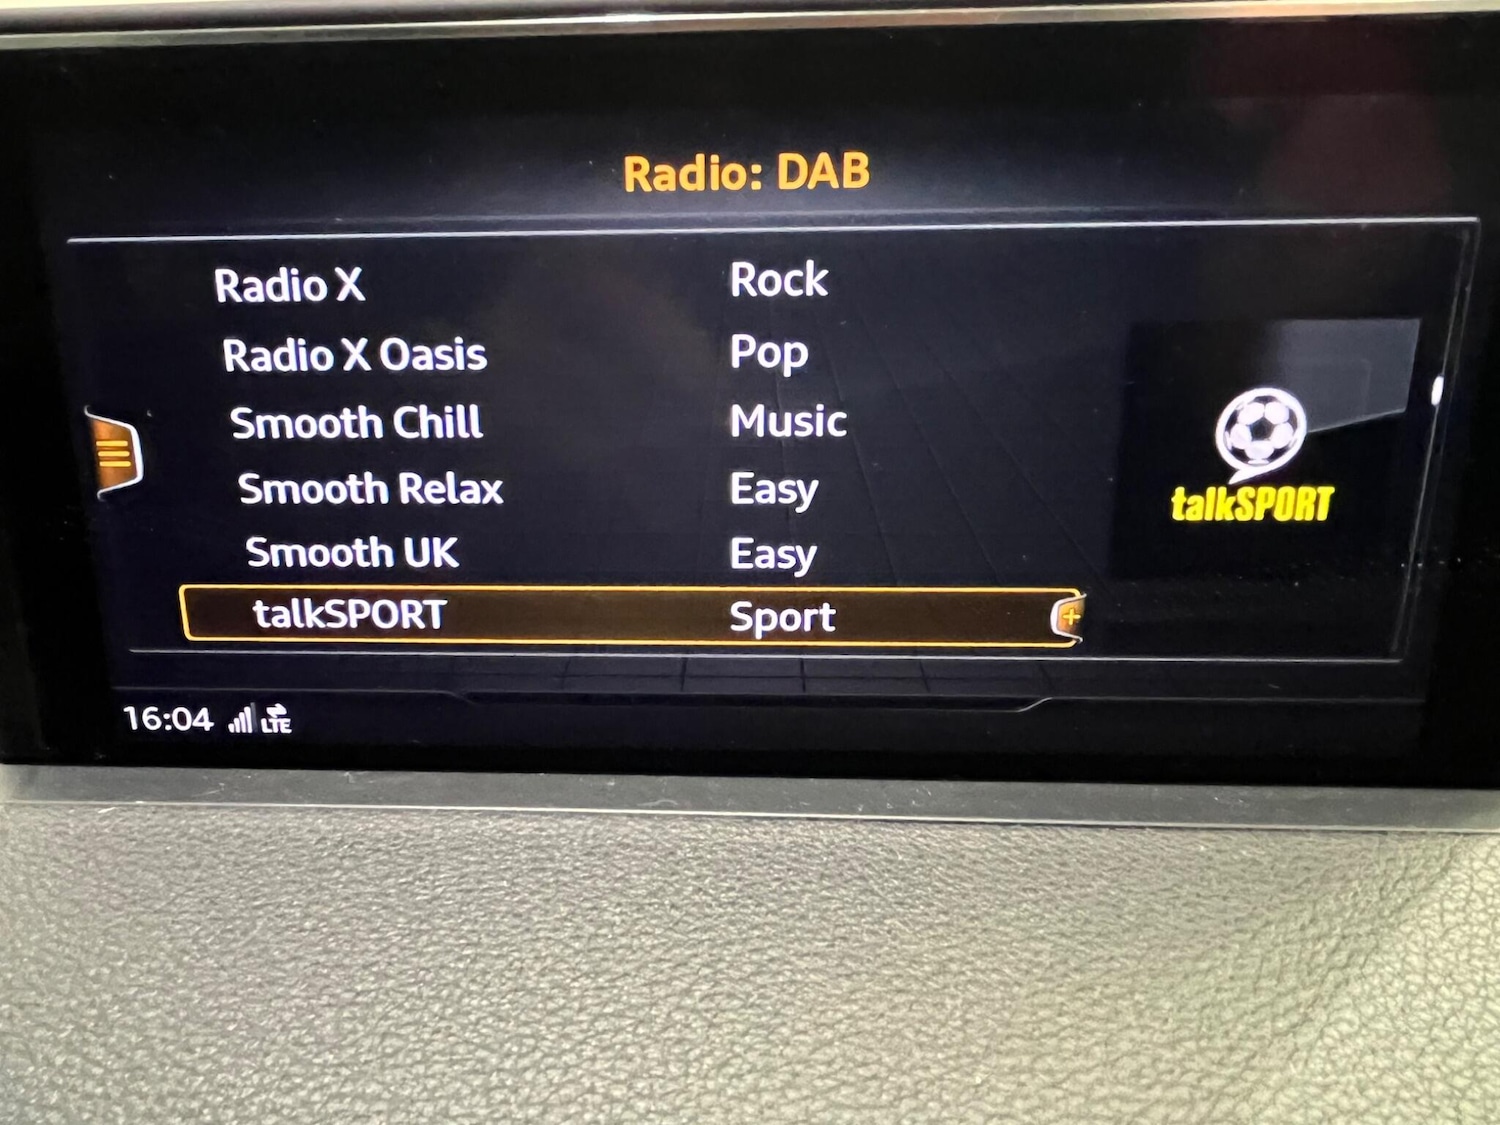 Radio: DAB
Radio X Rock
Radio X Oasis Pop
Smooth Chill Music
Smooth Relax Easy
Smooth UK Easy
talkSPORT Sport
talkSPORT
16:04 LTE